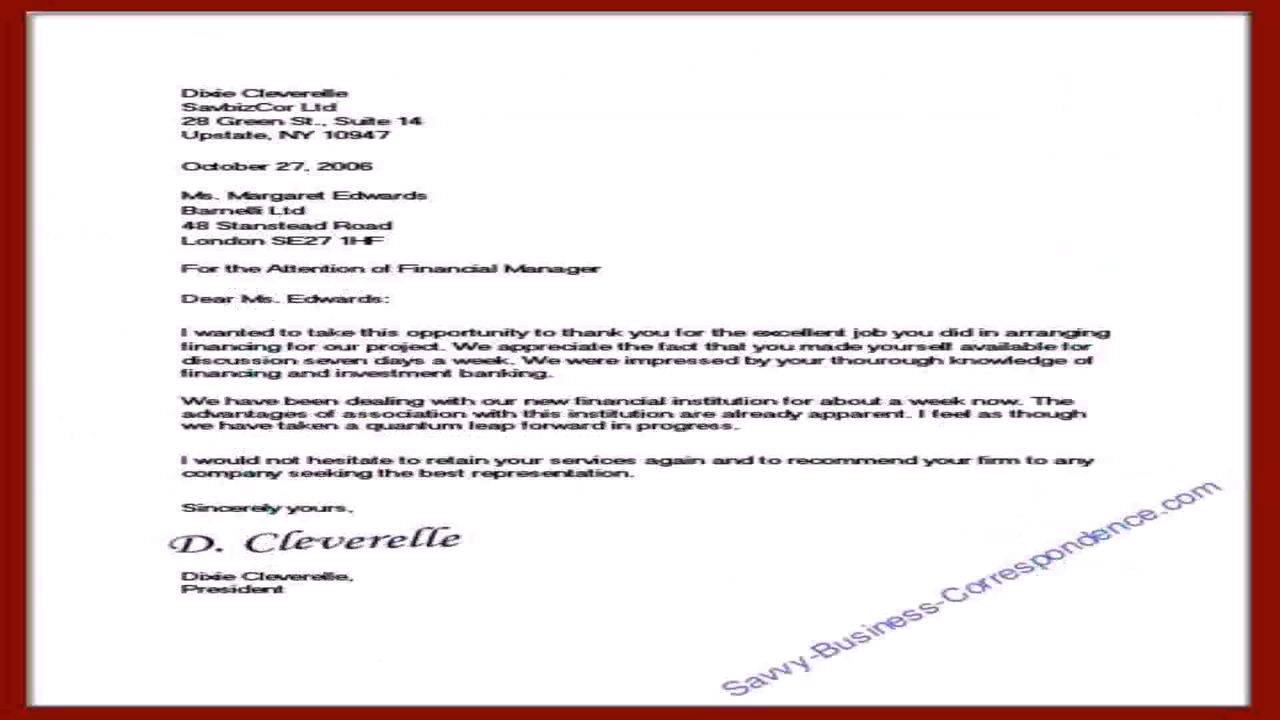 Dixie Cleverelle
SavbizCor Ltd
28 Green St., Suite 14
Upstate, NY 10947
October 27, 2006
Ms. Margaret Edwards
Barnelli Ltd
48 Stanstead Road
London SE27 1HF
For the Attention of Financial Manager
Dear Ms. Edwards:
I wanted to take this opportunity to thank you for the excellent job you did in arranging
financing for our project. We appreciate the fact that you made yourself available for
discussion seven days a week. We were impressed by your thourough knowledge of
financing and investment banking.
We have been dealing with our new financial institution for about a week now. The
advantages of association with this institution are already apparent. I feel as though
we have taken a quantum leap forward in progress.
I would not hesitate to retain your services again and to recommend your firm to any
company seeking the best representation.
Sincerely yours,
D. Cleverelle
Dixie Cleverelle,
President
Savvy-Business-Correspondence.com